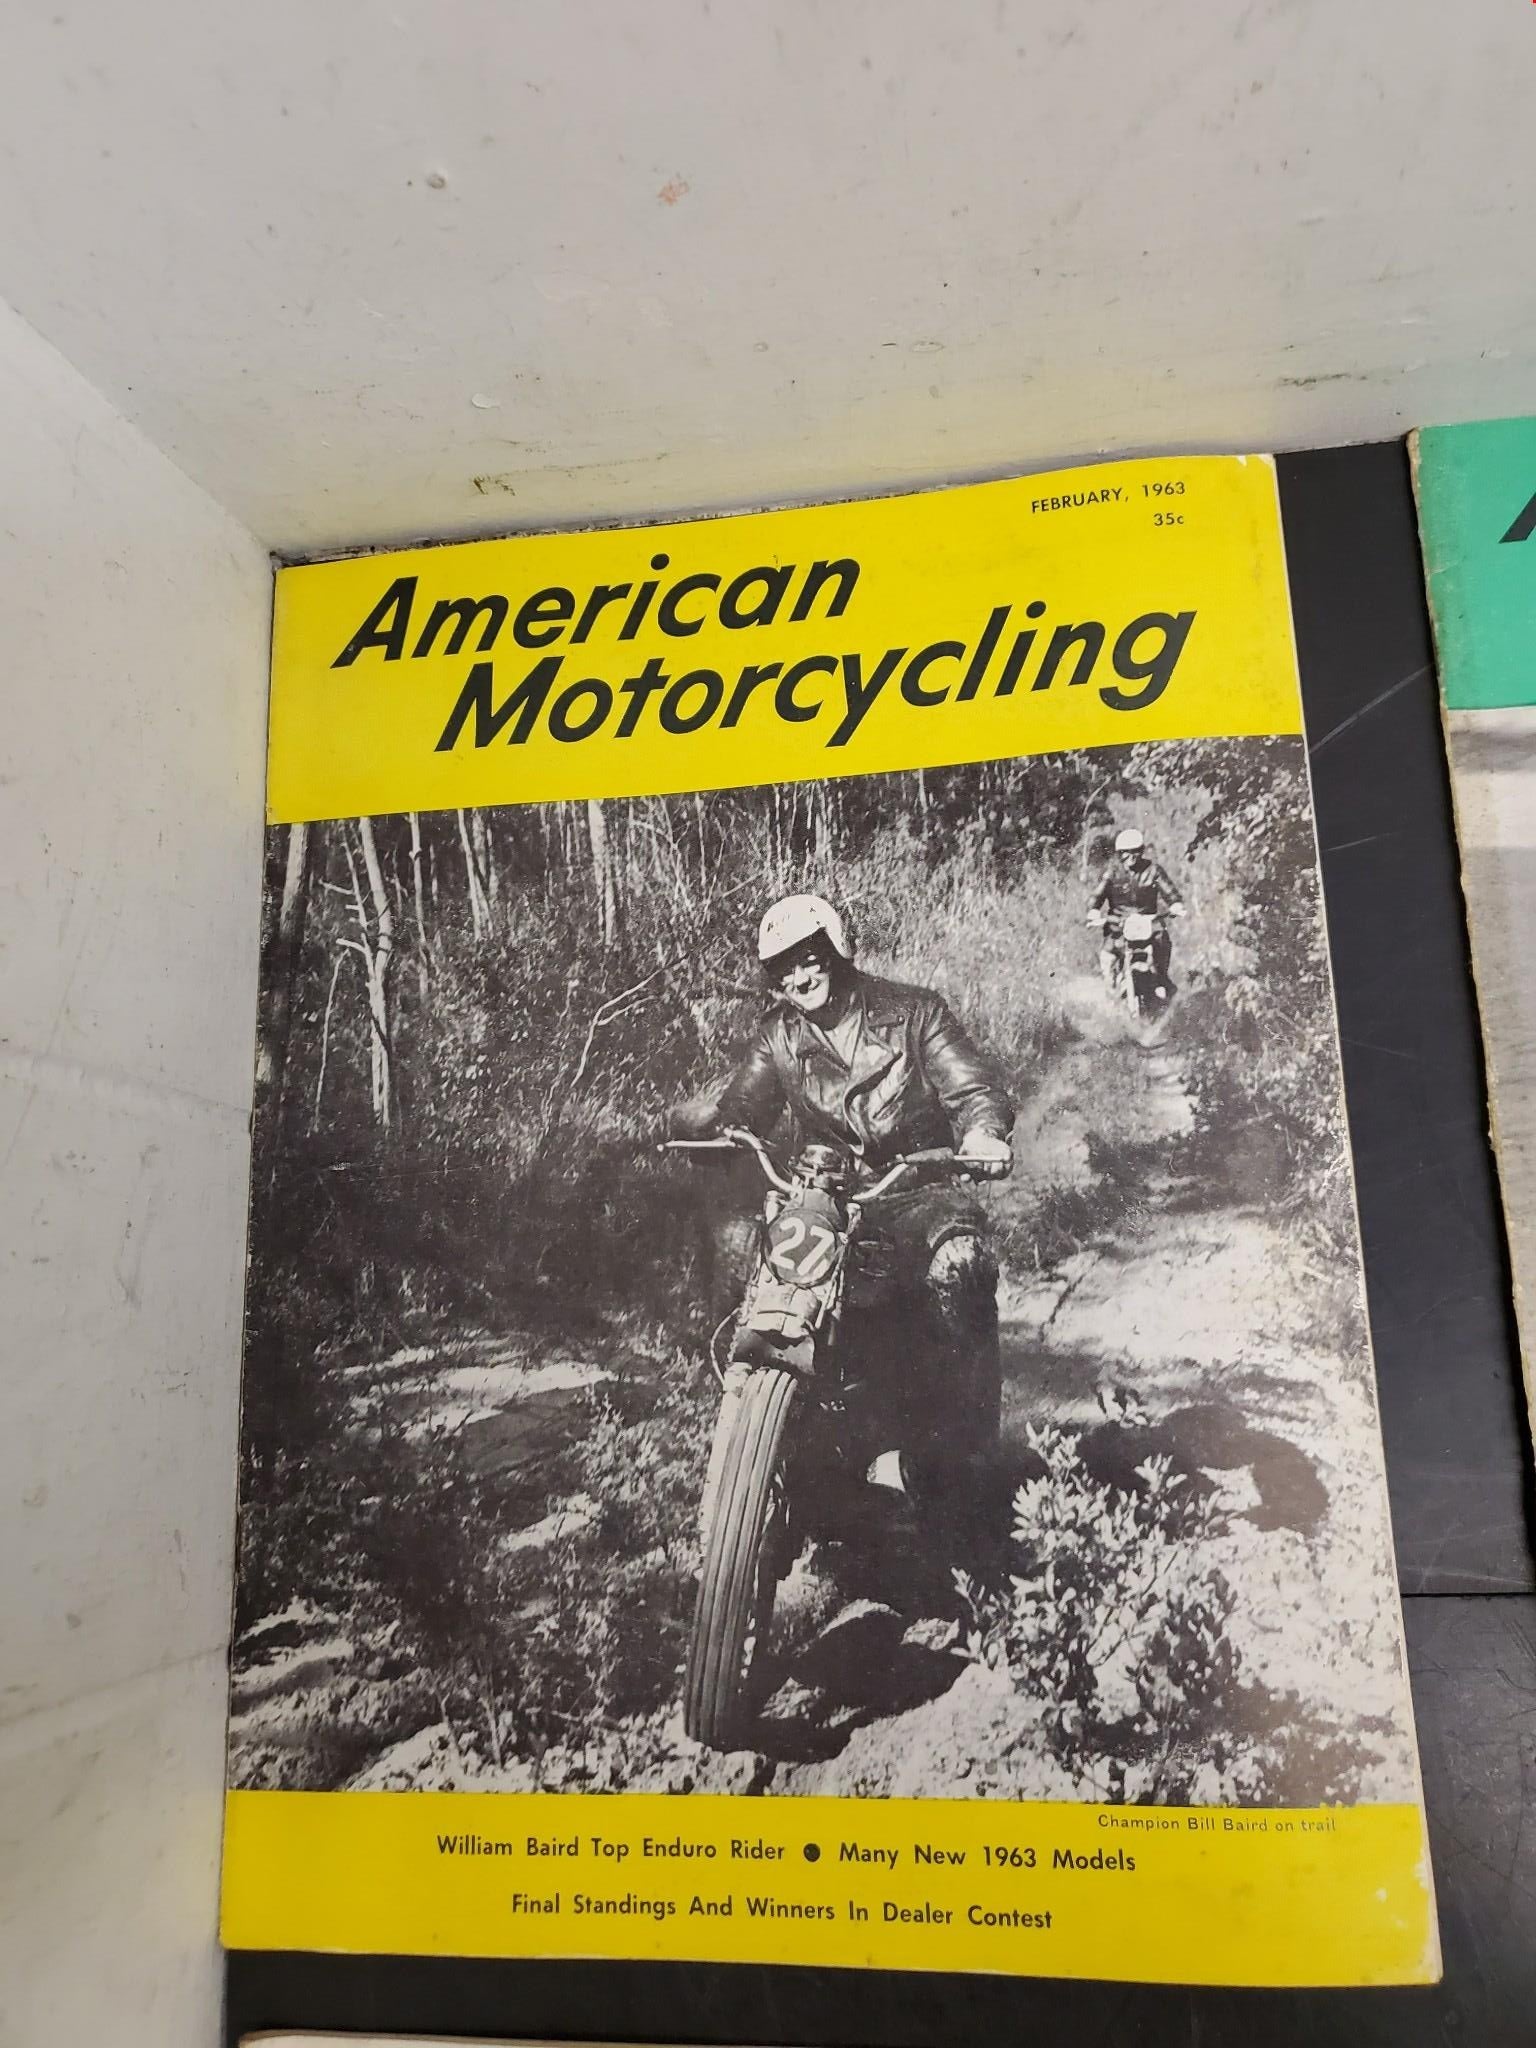 FEBRUARY, 1963
35c
American
Motorcycling
27
Champion Bill Baird on trail
William Baird Top Enduro Rider ● Many New 1963 Models
Final Standings And Winners In Dealer Contest